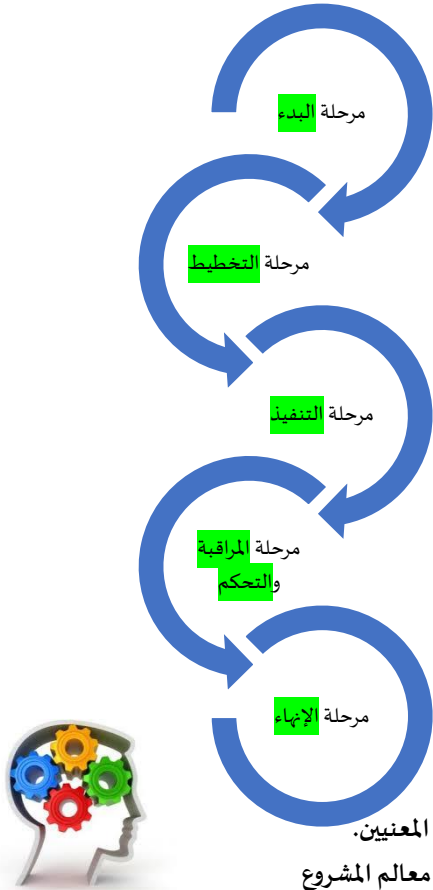 مرحلة البدء
مرحلة التخطيط
مرحلة التنفيذ
مرحلة المراقبة
والتحكم
مرحلة الإنهاء
المعنيين.
معالم المشروع